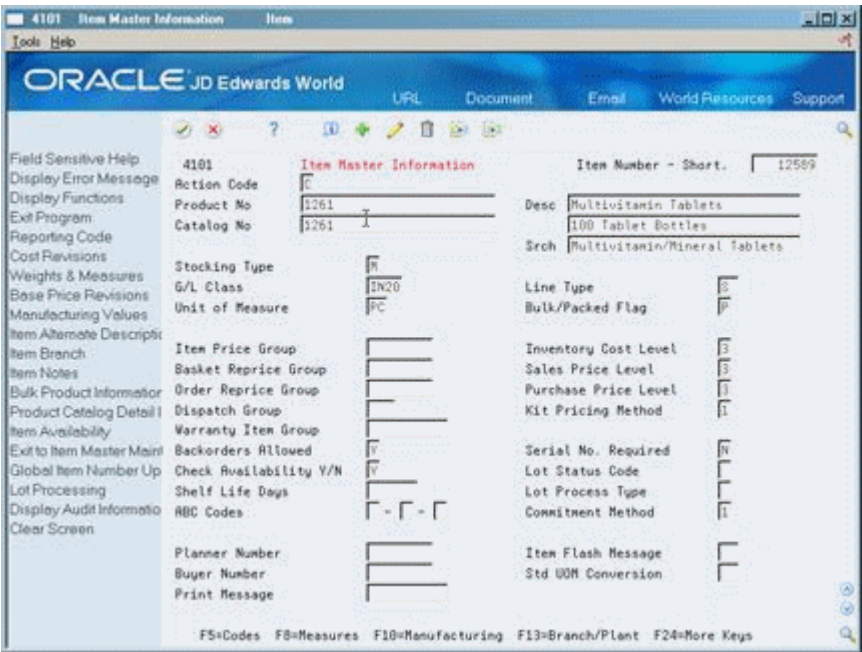 4101 Item Master Information Item
Tools Help
ORACLE JD Edwards World
URL Document Email World Resources Support
?
Field Sensitive Help
Display Error Message
Display Functions
Exit Program
Reporting Code
Cost Revisions
Weights & Measures
Base Price Revisions
Manufacturing Values
Item Alternate Descriptic
Item Branch
Item Notes
Bulk Product Information
Product Catalog Detail I
Item Availability
Exit to Item Master Maint
Global Item Number Up
Lot Processing
Display Audit Informatio
Clear Screen
4101 Item Master Information Item Number - Short. 12589
Action Code C
Product No 1261 Desc Multivitamin Tablets
Catalog No 1261 100 Tablet Bottles
Srch Multivitamin/Mineral Tablets
Stocking Type M
G/L Class IN20 Line Type S
Unit of Measure PC Bulk/Packed Flag P
Item Price Group Inventory Cost Level 3
Basket Reprice Group Sales Price Level 3
Order Reprice Group Purchase Price Level 3
Dispatch Group Kit Pricing Method 1
Warranty Item Group
Backorders Allowed Y Serial No. Required N
Check Availability Y/N Y Lot Status Code
Shelf Life Days Lot Process Type
ABC Codes - - Commitment Method 1
Planner Number Item Flash Message
Buyer Number Std UOM Conversion
Print Message
F5=Codes F8=Measures F10=Manufacturing F13=Branch/Plant F24=More Keys